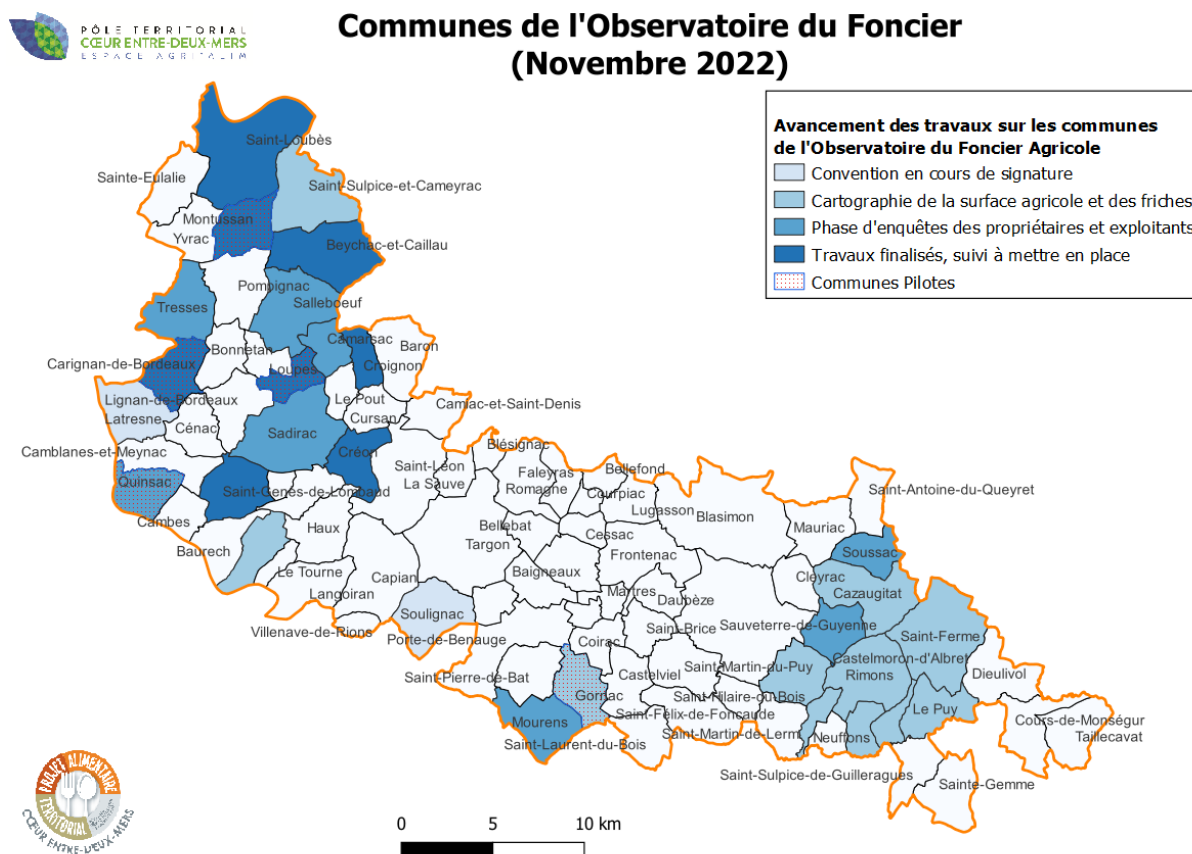 PÔLE TERRITORIAL
CŒUR ENTRE-DEUX-MERS
ESPACE AGRITALIM
Communes de l'Observatoire du Foncier
(Novembre 2022)
Avancement des travaux sur les communes
de l'Observatoire du Foncier Agricole
Convention en cours de signature
Cartographie de la surface agricole et des friches
Phase d'enquêtes des propriétaires et exploitants
Travaux finalisés, suivi à mettre en place
Communes Pilotes
Saint-Loubès
Sainte-Eulalie
Saint-Sulpice-et-Cameyrac
Montussan
Yvrac
Beychac-et-Caillau
Pompignac
Tresses
Salleboeuf
Camarsac
Baron
Bonnetan
Carignan-de-Bordeaux
Loupes
Croignon
Lignan-de-Bordeaux
Le Pout
Camiac-et-Saint-Denis
Latresne
Cénac
Cursan
Sadirac
Camblanes-et-Meynac
Créon
Blésignac
Saint-Léon
Faleyras
Bellefond
Quinsac
La Sauve
Romagne
Courpiac
Saint-Antoine-du-Queyret
Saint-Genès-de-Lombaud
Lugasson
Blasimon
Cambes
Haux
Bellebat
Cessac
Mauriac
Baurech
Targon
Frontenac
Soussac
Le Tourne
Capian
Baigneaux
Cleyrac
Langoiran
Martres
Daubèze
Cazaugitat
Soulignac
Villenave-de-Rions
Porte-de-Benauge
Coirac
Saint-Brice
Sauveterre-de-Guyenne
Saint-Ferme
Castelmoron-d'Albret
Saint-Pierre-de-Bat
Castelviel
Saint-Martin-du-Puy
Rimons
Dieulivol
Gornac
Saint-Hilaire-du-Bois
Le Puy
Mourens
Saint-Félix-de-Foncaude
Cours-de-Monségur
Saint-Laurent-du-Bois
Saint-Martin-de-Lerm
Neuffons
Taillecavat
Saint-Sulpice-de-Guilleragues
Sainte-Gemme
PROJET ALIMENTAIRE
TERRITORIAL
CŒUR ENTRE-DEUX-MERS
0 5 10 km